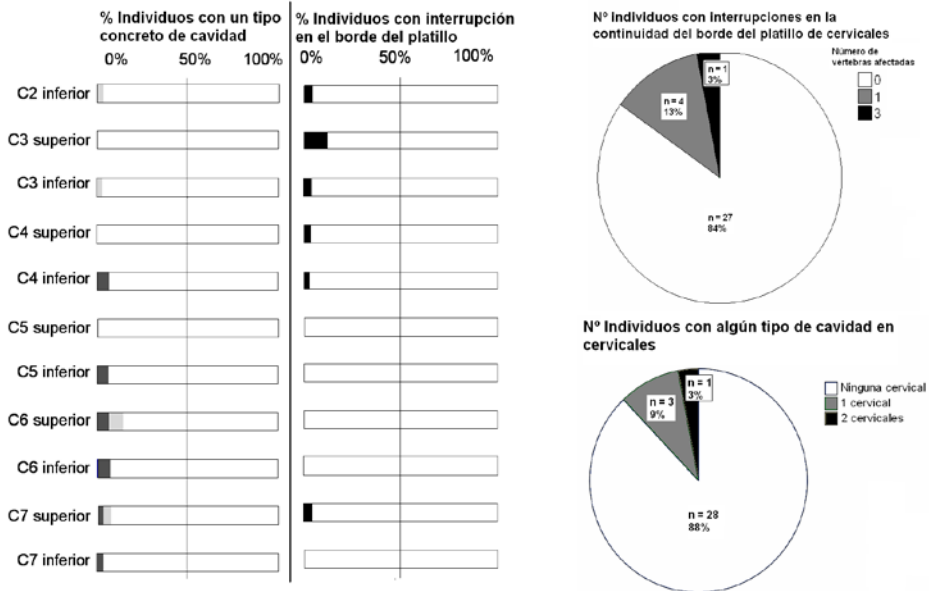 % Individuos con un tipo
concreto de cavidad
0% 50% 100%
% Individuos con interrupción
en el borde del platillo
0% 50% 100%
C2 inferior
C3 superior
C3 inferior
C4 superior
C4 inferior
C5 superior
C5 inferior
C6 superior
C6 inferior
C7 superior
C7 inferior
Nº Individuos con interrupciones en la
continuidad del borde del platillo de cervicales
Número de
vertebras afectadas
0
1
3
n = 1
3%
n = 4
13%
n = 27
84%
Nº Individuos con algún tipo de cavidad en
cervicales
Ninguna cervical
1 cervical
2 cervicales
n = 1
3%
n = 3
9%
n = 28
88%